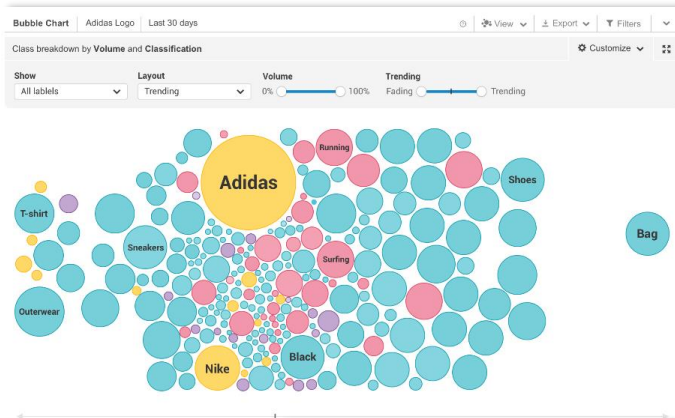 Bubble Chart Adidas Logo Last 30 days View Export Filters
Class breakdown by Volume and Classification Customize
Show Layout Volume Trending
All lablels Trending 0% 100% Fading Trending
Running
Adidas
Shoes
T-shirt
Bag
Sneakers
Surfing
Outerwear
Black
Nike